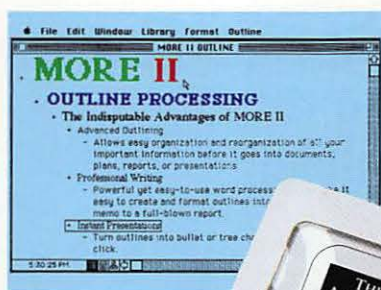 File Edit Window Library Format Outline
MORE II OUTLINE
MORE II
OUTLINE PROCESSING
The Indisputable Advantages of MORE II
Advanced Outlining
- Allows easy organization and reorganization of all your
important information before it goes into documents,
plans, reports, or presentations
Professional Writing
- Powerful yet easy-to-use word process it
easy to create and format outlines into
memo to a full-blown report.
Instant Presentations
- Turn outlines into bullet or tree
click.
5:30:25 PM